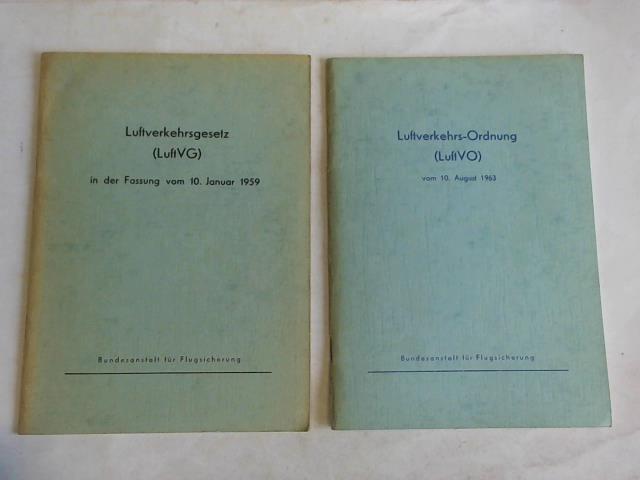 Luftverkehrsgesetz
(LuftVG)
in der Fassung vom 10. Januar 1959
Bundesanstalt für Flugsicherung
Luftverkehrs-Ordnung
(LuftVO)
vom 10. August 1963
Bundesanstalt für Flugsicherung